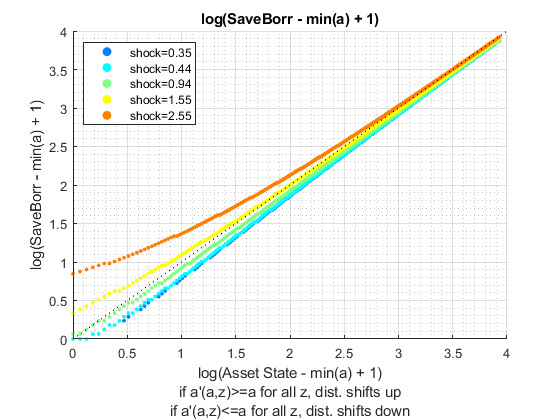 log(SaveBorr - min(a) + 1)
4
3.5
3
2.5
2
1.5
1
0.5
0
log(SaveBorr - min(a) + 1)
shock=0.35
shock=0.44
shock=0.94
shock=1.55
shock=2.55
0 0.5 1 1.5 2 2.5 3 3.5 4
log(Asset State - min(a) + 1)
if a'(a,z)>=a for all z, dist. shifts up
if a'(a,z)<=a for all z, dist. shifts down